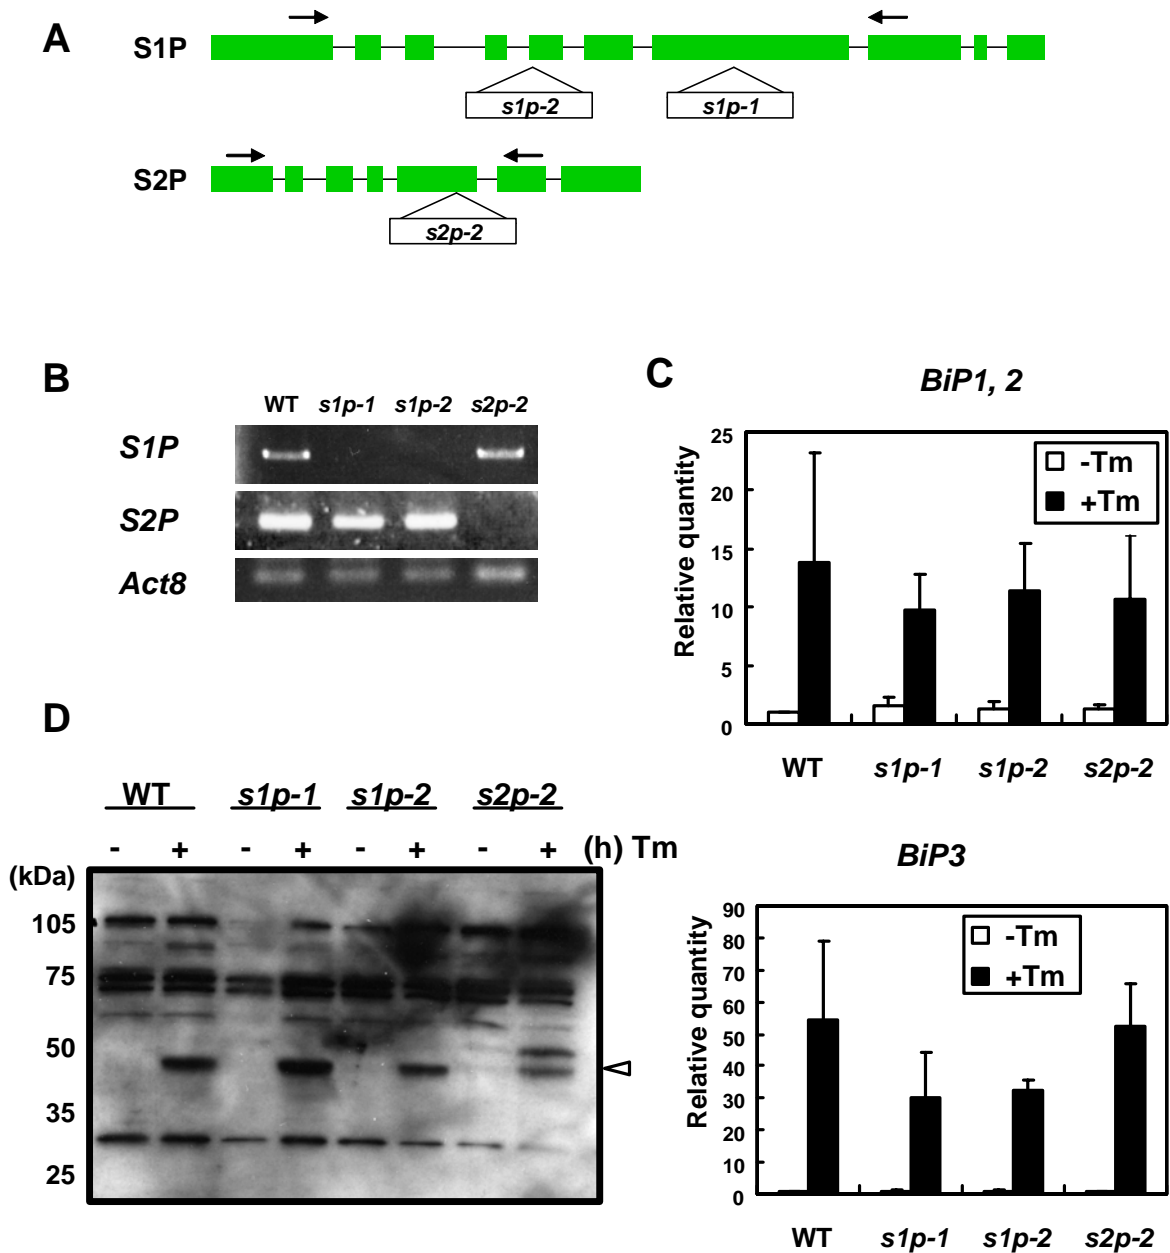 A
S1P
s1p-2
s1p-1
S2P
s2p-2
B
WT s1p-1 s1p-2 s2p-2
S1P
S2P
Act8
C
BiP1, 2
25
20
15
10
5
0
Relative quantity
-Tm
+Tm
WT s1p-1 s1p-2 s2p-2
D
WT s1p-1 s1p-2 s2p-2
- + - + - + - + (h) Tm
(kDa)
105
75
50
35
25
BiP3
90
80
70
60
50
40
30
20
10
0
Relative quantity
-Tm
+Tm
WT s1p-1 s1p-2 s2p-2